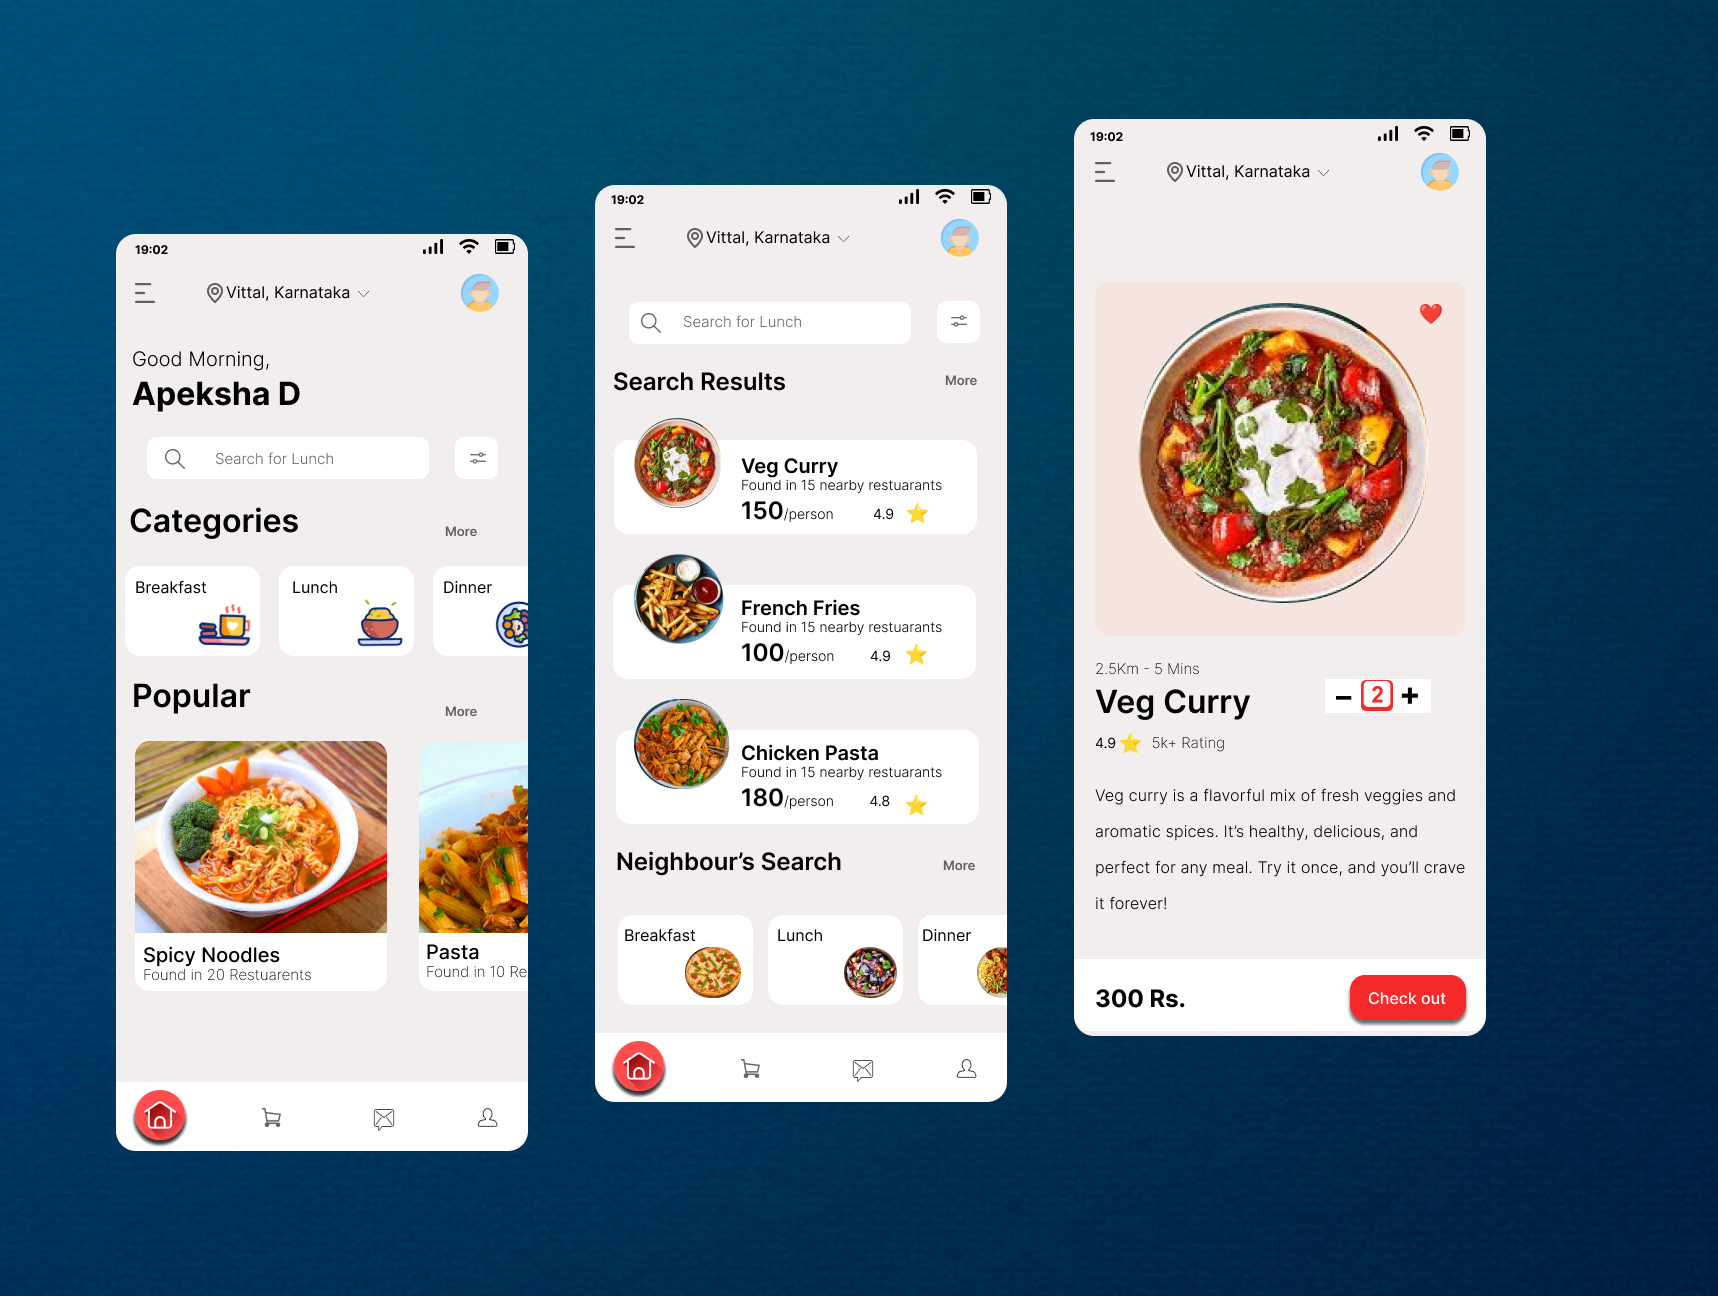 19:02
Vittal, Karnataka
Good Morning,
Apeksha D
Search for Lunch
Categories
More
Breakfast
Lunch
Dinner
Popular
More
Spicy Noodles
Found in 20 Restuarents
Pasta
Found in 10 Re
19:02
Vittal, Karnataka
Search for Lunch
Search Results
More
Veg Curry
Found in 15 nearby restuarants
150/person 4.9
French Fries
Found in 15 nearby restuarants
100/person 4.9
Chicken Pasta
Found in 15 nearby restuarants
180/person 4.8
Neighbour’s Search
More
Breakfast
Lunch
Dinner
19:02
Vittal, Karnataka
2.5Km - 5 Mins
Veg Curry
− 2 +
4.9 5k+ Rating
Veg curry is a flavorful mix of fresh veggies and
aromatic spices. It’s healthy, delicious, and
perfect for any meal. Try it once, and you’ll crave
it forever!
300 Rs.
Check out